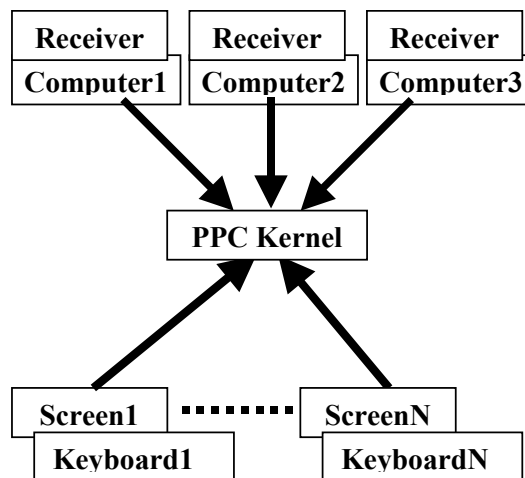 Receiver Receiver Receiver
Computer1 Computer2 Computer3
PPC Kernel
Screen1 ScreenN
Keyboard1 KeyboardN